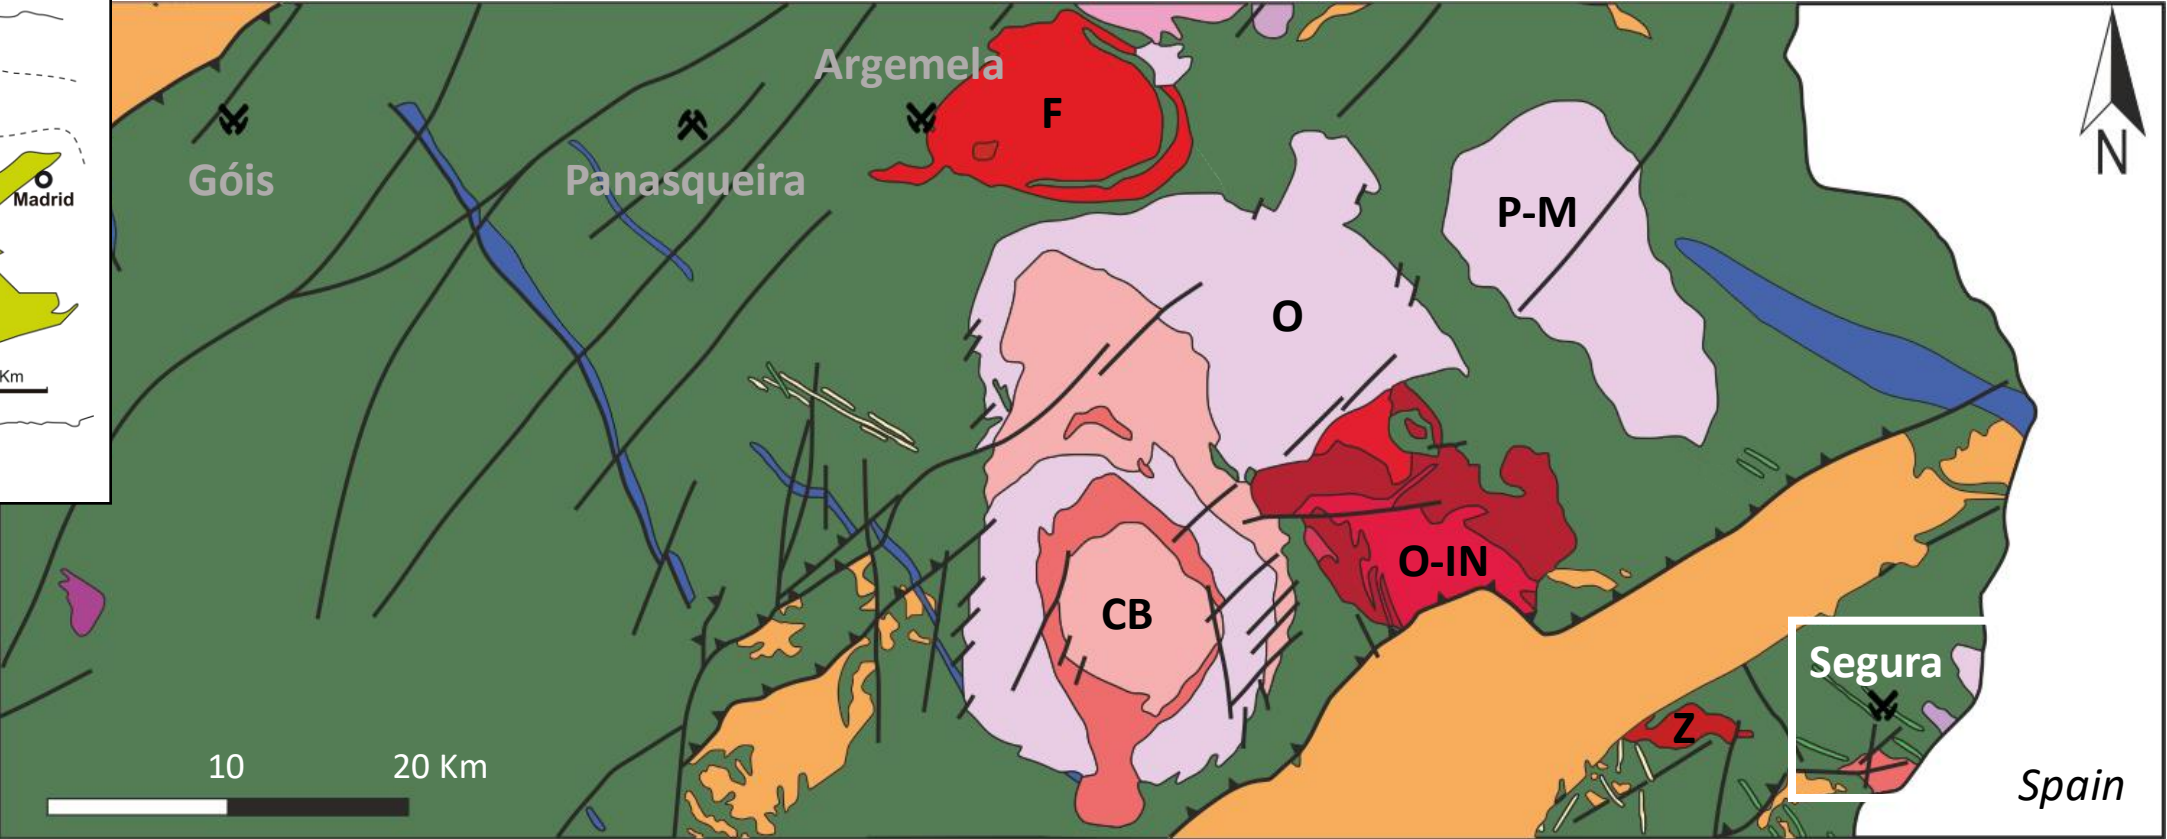 Madrid
Km
Argemela
F
Góis
Panasqueira
P-M
N
O
O-IN
CB
Segura
Z
10 20 Km
Spain